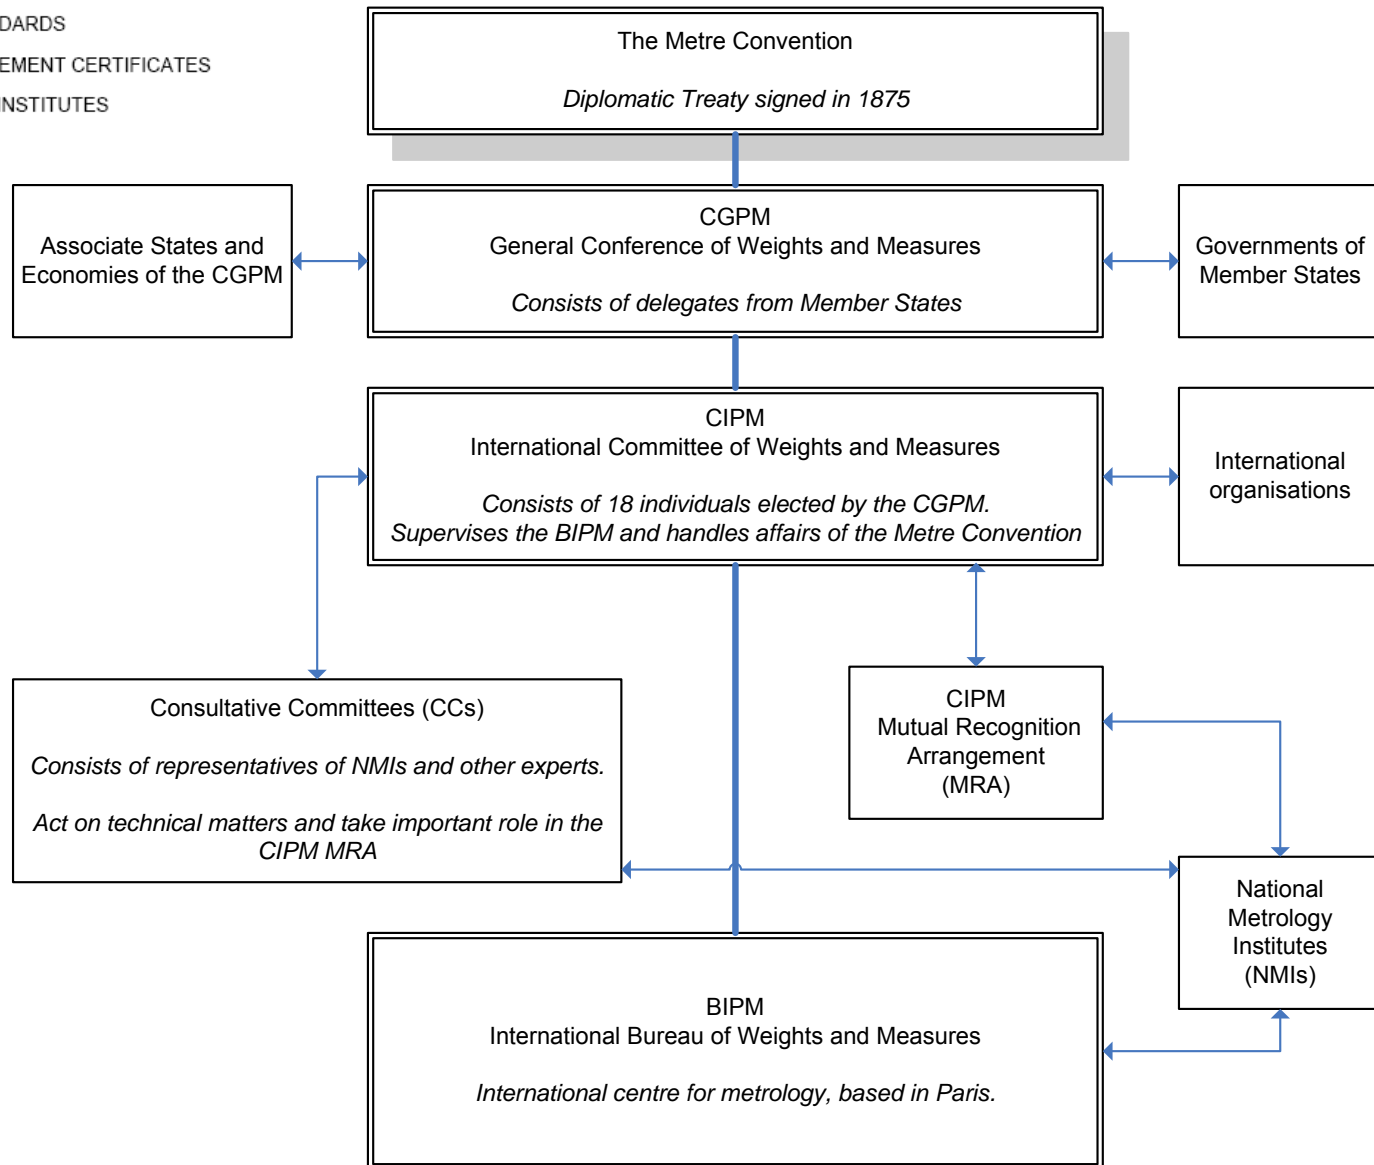 DARDS
EMENT CERTIFICATES
INSTITUTES
The Metre Convention
Diplomatic Treaty signed in 1875
Associate States and
Economies of the CGPM
CGPM
General Conference of Weights and Measures
Consists of delegates from Member States
Governments of
Member States
CIPM
International Committee of Weights and Measures
Consists of 18 individuals elected by the CGPM.
Supervises the BIPM and handles affairs of the Metre Convention
International
organisations
Consultative Committees (CCs)
Consists of representatives of NMIs and other experts.
Act on technical matters and take important role in the
CIPM MRA
CIPM
Mutual Recognition
Arrangement
(MRA)
National
Metrology
Institutes
(NMIs)
BIPM
International Bureau of Weights and Measures
International centre for metrology, based in Paris.